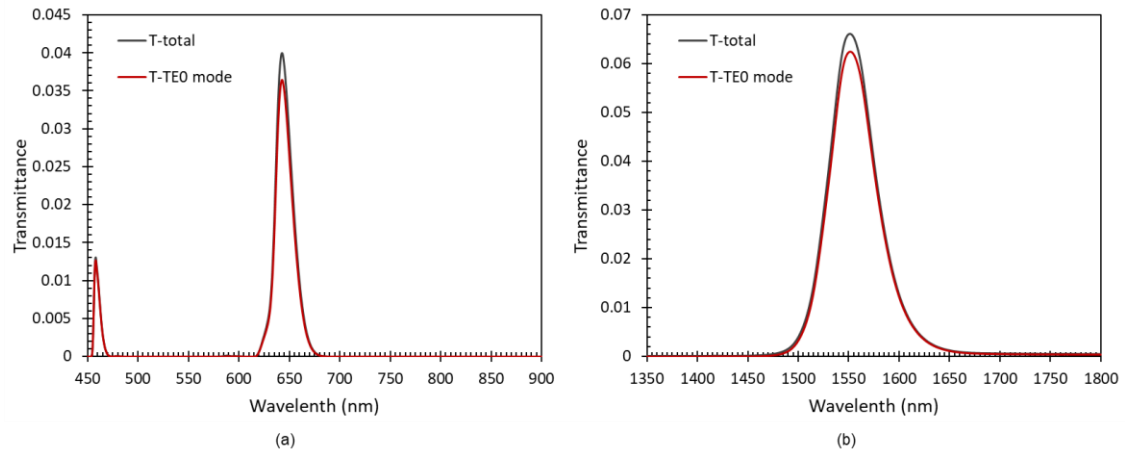 0.045
0.04
0.035
0.03
0.025
0.02
0.015
0.01
0.005
0
Transmittance
T-total
T-TE0 mode
450 500 550 600 650 700 750 800 850 900
Wavelenth (nm)
(a)
0.07
0.06
0.05
0.04
0.03
0.02
0.01
0
Transmittance
T-total
T-TE0 mode
1350 1400 1450 1500 1550 1600 1650 1700 1750 1800
Wavelenth (nm)
(b)